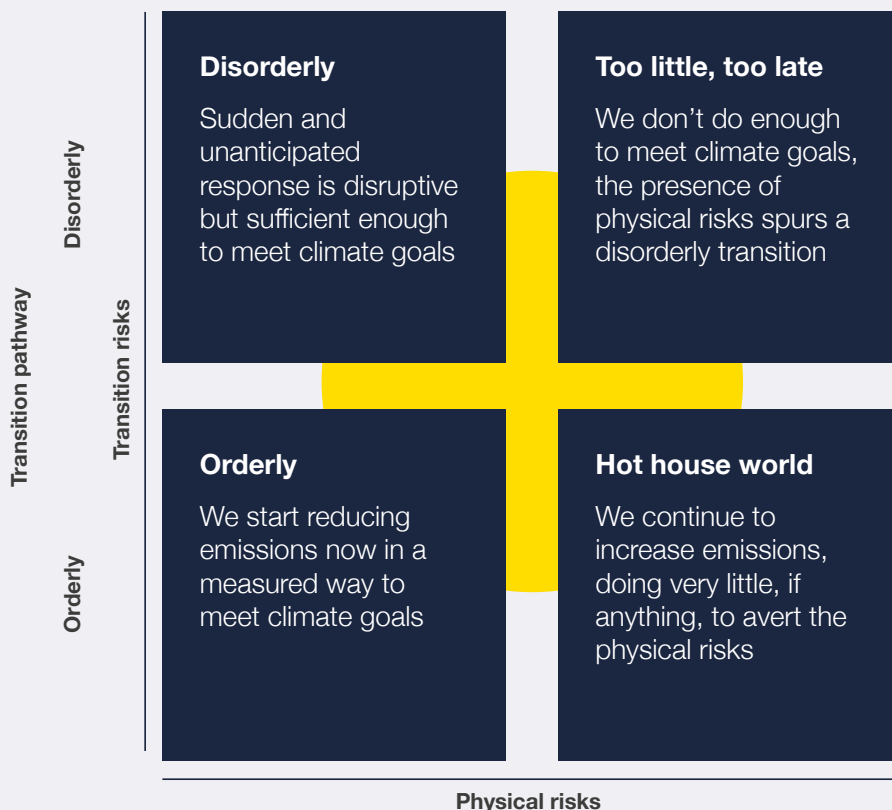 Transition pathway
Disorderly
Orderly
Transition risks
Disorderly
Sudden and
unanticipated
response is disruptive
but sufficient enough
to meet climate goals
Too little, too late
We don’t do enough
to meet climate goals,
the presence of
physical risks spurs a
disorderly transition
Orderly
We start reducing
emissions now in a
measured way to
meet climate goals
Hot house world
We continue to
increase emissions,
doing very little, if
anything, to avert the
physical risks
Physical risks